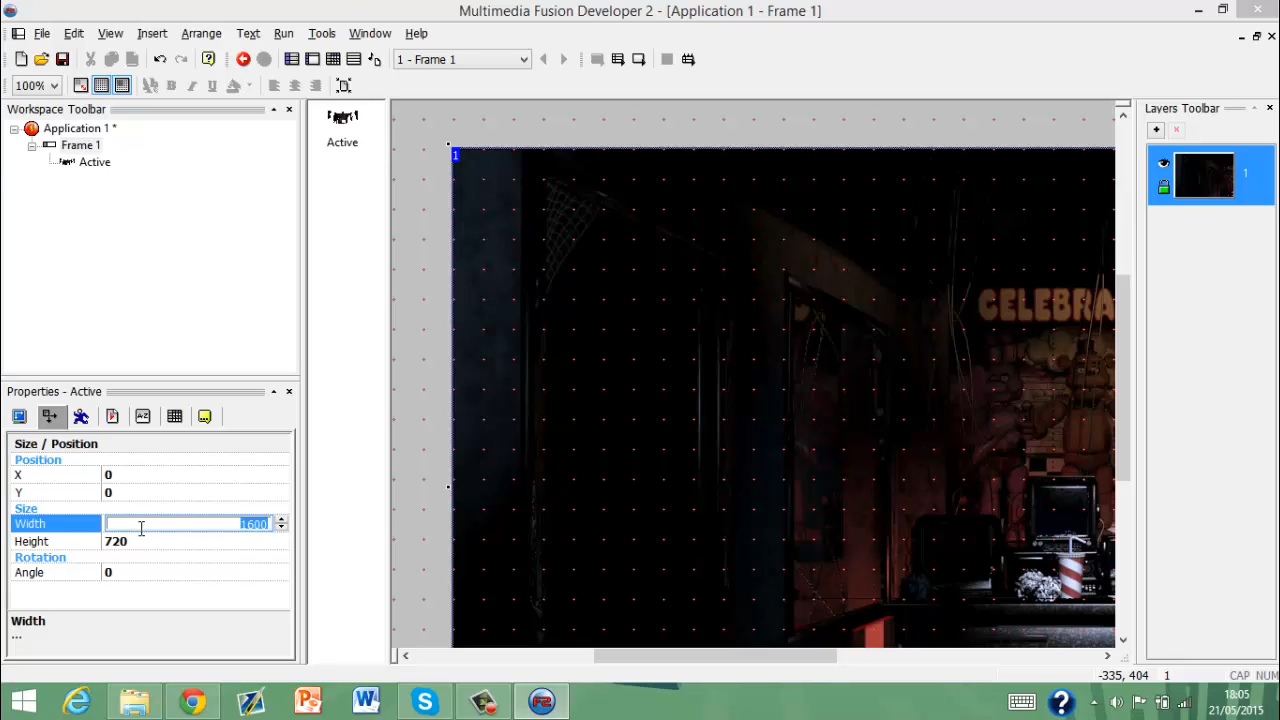 Multimedia Fusion Developer 2 - [Application 1 - Frame 1]
File Edit View Insert Arrange Text Run Tools Window Help
1 - Frame 1
100%
Workspace Toolbar
Application 1 *
Frame 1
Active
Active
1
CELEBRA
Layers Toolbar
1
Properties - Active
Size / Position
Position
X 0
Y 0
Size
Width 1600
Height 720
Rotation
Angle 0
Width
...
-335, 404 1 CAP NUM
18:05
21/05/2015